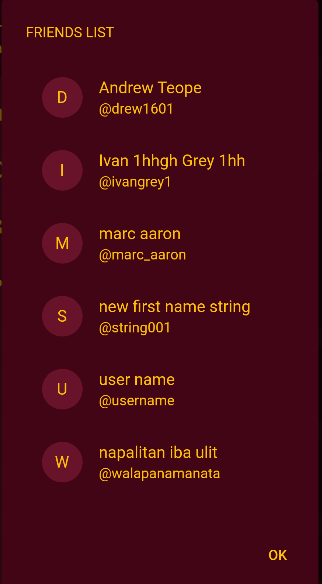 FRIENDS LIST
D
Andrew Teope
@drew1601
I
Ivan 1hhgh Grey 1hh
@ivangrey1
M
marc aaron
@marc_aaron
S
new first name string
@string001
U
user name
@username
W
napalitan iba ulit
@walapanamanata
OK